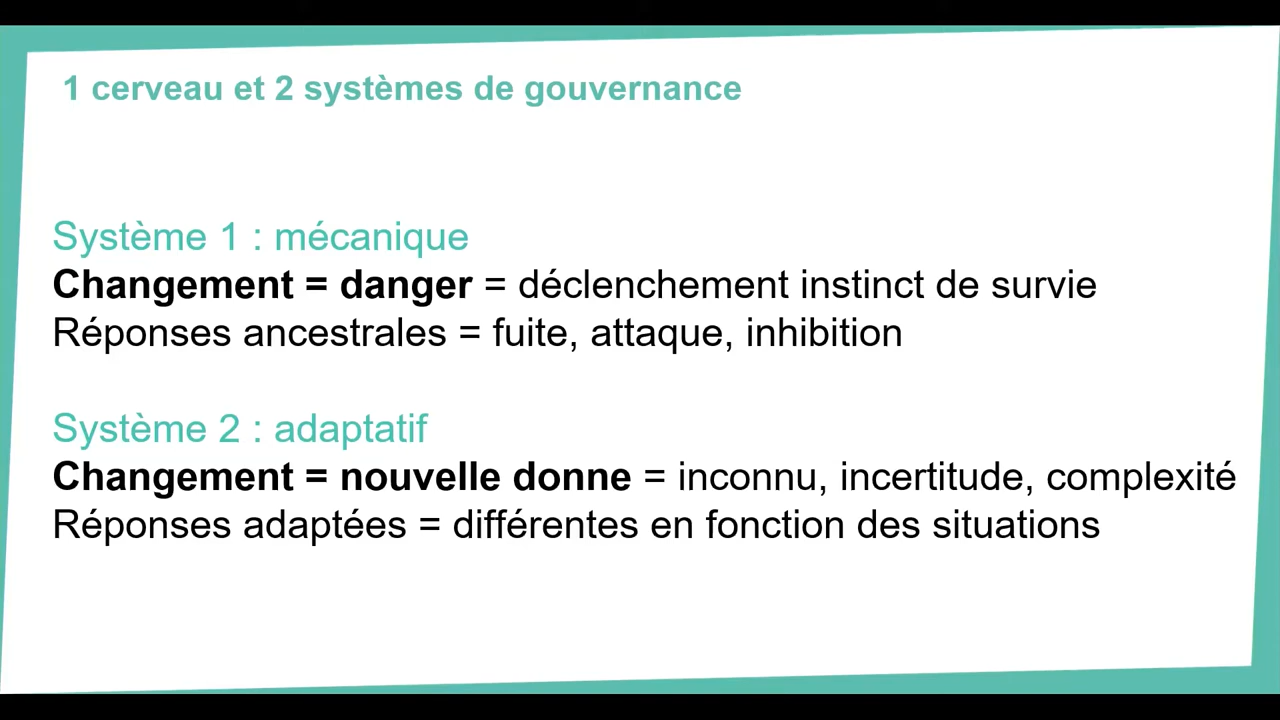 1 cerveau et 2 systèmes de gouvernance
Système 1 : mécanique
Changement = danger = déclenchement instinct de survie
Réponses ancestrales = fuite, attaque, inhibition
Système 2 : adaptatif
Changement = nouvelle donne = inconnu, incertitude, complexité
Réponses adaptées = différentes en fonction des situations